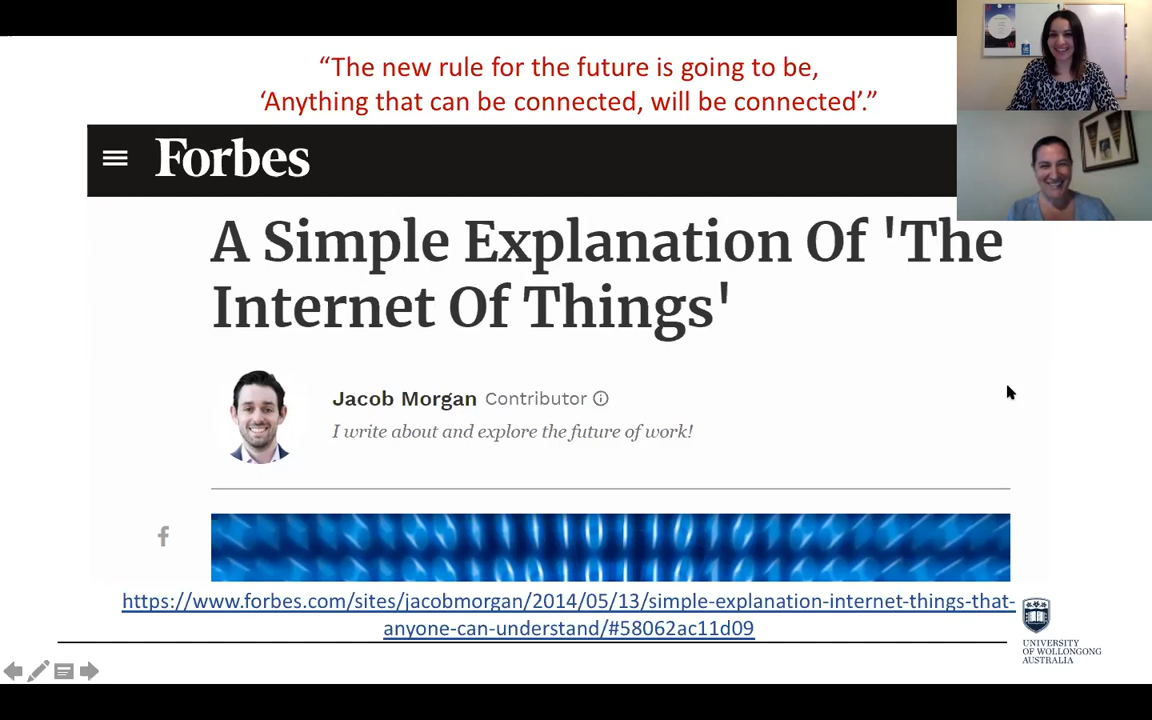 “The new rule for the future is going to be,
‘Anything that can be connected, will be connected’.”
Forbes
A Simple Explanation Of 'The
Internet Of Things'
Jacob Morgan Contributor
I write about and explore the future of work!
https://www.forbes.com/sites/jacobmorgan/2014/05/13/simple-explanation-internet-things-that-
anyone-can-understand/#58062ac11d09
UNIVERSITY
OF WOLLONGONG
AUSTRALIA